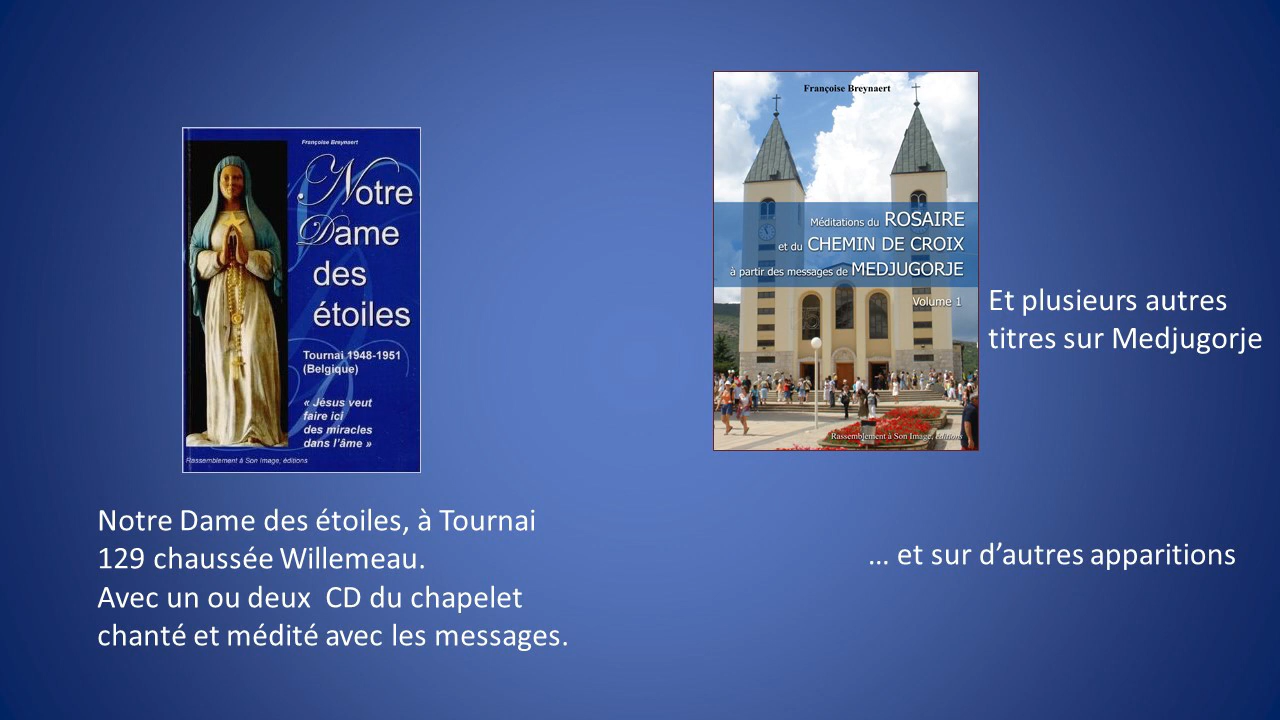 Françoise Breynaert
Notre
Dame
des
étoiles
Tournai 1948-1951
(Belgique)
« Jésus veut
faire ici
des miracles
dans l'âme »
Rassemblement à Son Image, éditions
Notre Dame des étoiles, à Tournai
129 chaussée Willemeau.
Avec un ou deux CD du chapelet
chanté et médité avec les messages.
Françoise Breynaert
Méditations du ROSAIRE
et du CHEMIN DE CROIX
à partir des messages de MEDJUGORJE
Volume 1
Rassemblement à Son Image, éditions
Et plusieurs autres
titres sur Medjugorje
... et sur d’autres apparitions